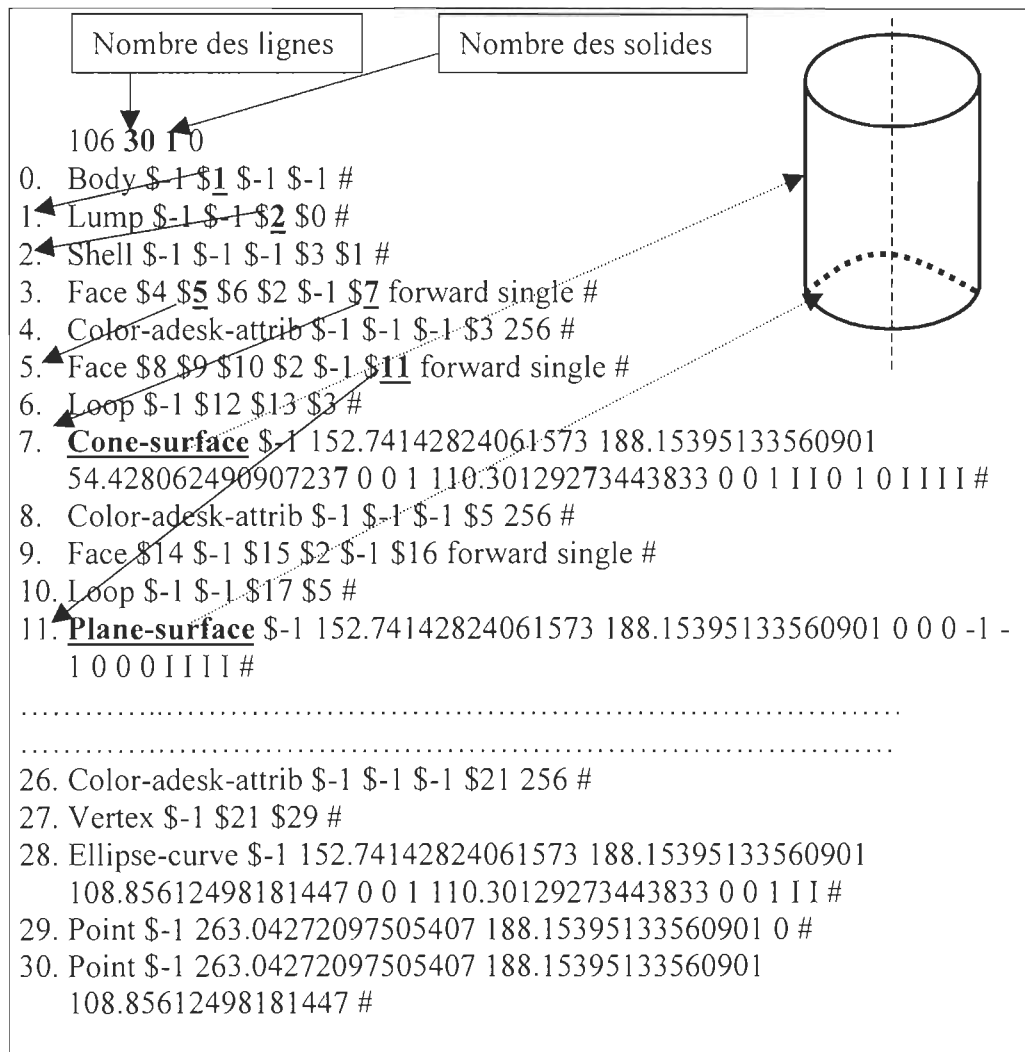 Nombre des lignes
Nombre des solides
106 30 1 0
0. Body $-1 $1 $-1 $-1 #
1. Lump $-1 $-1 $2 $0 #
2. Shell $-1 $-1 $-1 $3 $1 #
3. Face $4 $5 $6 $2 $-1 $7 forward single #
4. Color-adesk-attrib $-1 $-1 $-1 $3 256 #
5. Face $8 $9 $10 $2 $-1 $11 forward single #
6. Loop $-1 $12 $13 $3 #
7. Cone-surface $-1 152.74142824061573 188.15395133560901
54.428062490907237 0 0 1 110.30129273443833 0 0 1 I I 0 1 0 I I I I #
8. Color-adesk-attrib $-1 $-1 $-1 $5 256 #
9. Face $14 $-1 $15 $2 $-1 $16 forward single #
10. Loop $-1 $-1 $17 $5 #
11. Plane-surface $-1 152.74142824061573 188.15395133560901 0 0 0 -1 -
1 0 0 0 I I I I #
26. Color-adesk-attrib $-1 $-1 $-1 $21 256 #
27. Vertex $-1 $21 $29 #
28. Ellipse-curve $-1 152.74142824061573 188.15395133560901
108.85612498181447 0 0 1 110.30129273443833 0 0 1 I I #
29. Point $-1 263.04272097505407 188.15395133560901 0 #
30. Point $-1 263.04272097505407 188.15395133560901
108.85612498181447 #